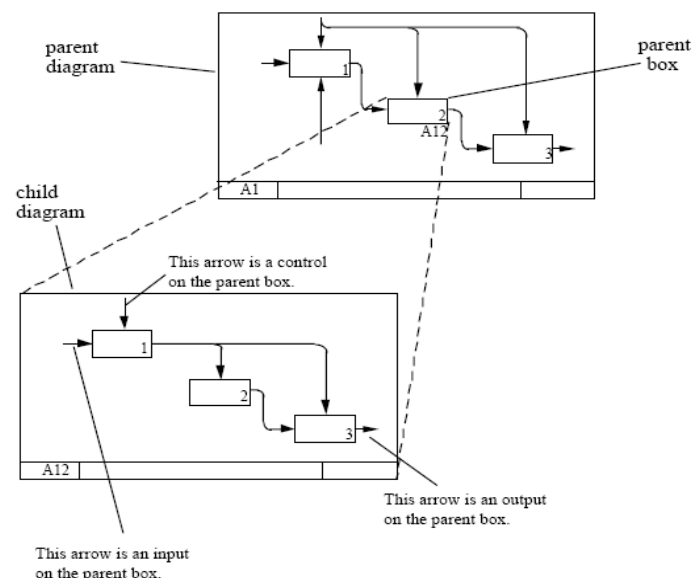 parent
diagram
parent
box
1
2
A12
3
A1
child
diagram
This arrow is a control
on the parent box.
1
2
3
A12
This arrow is an output
on the parent box.
This arrow is an input
on the parent box.